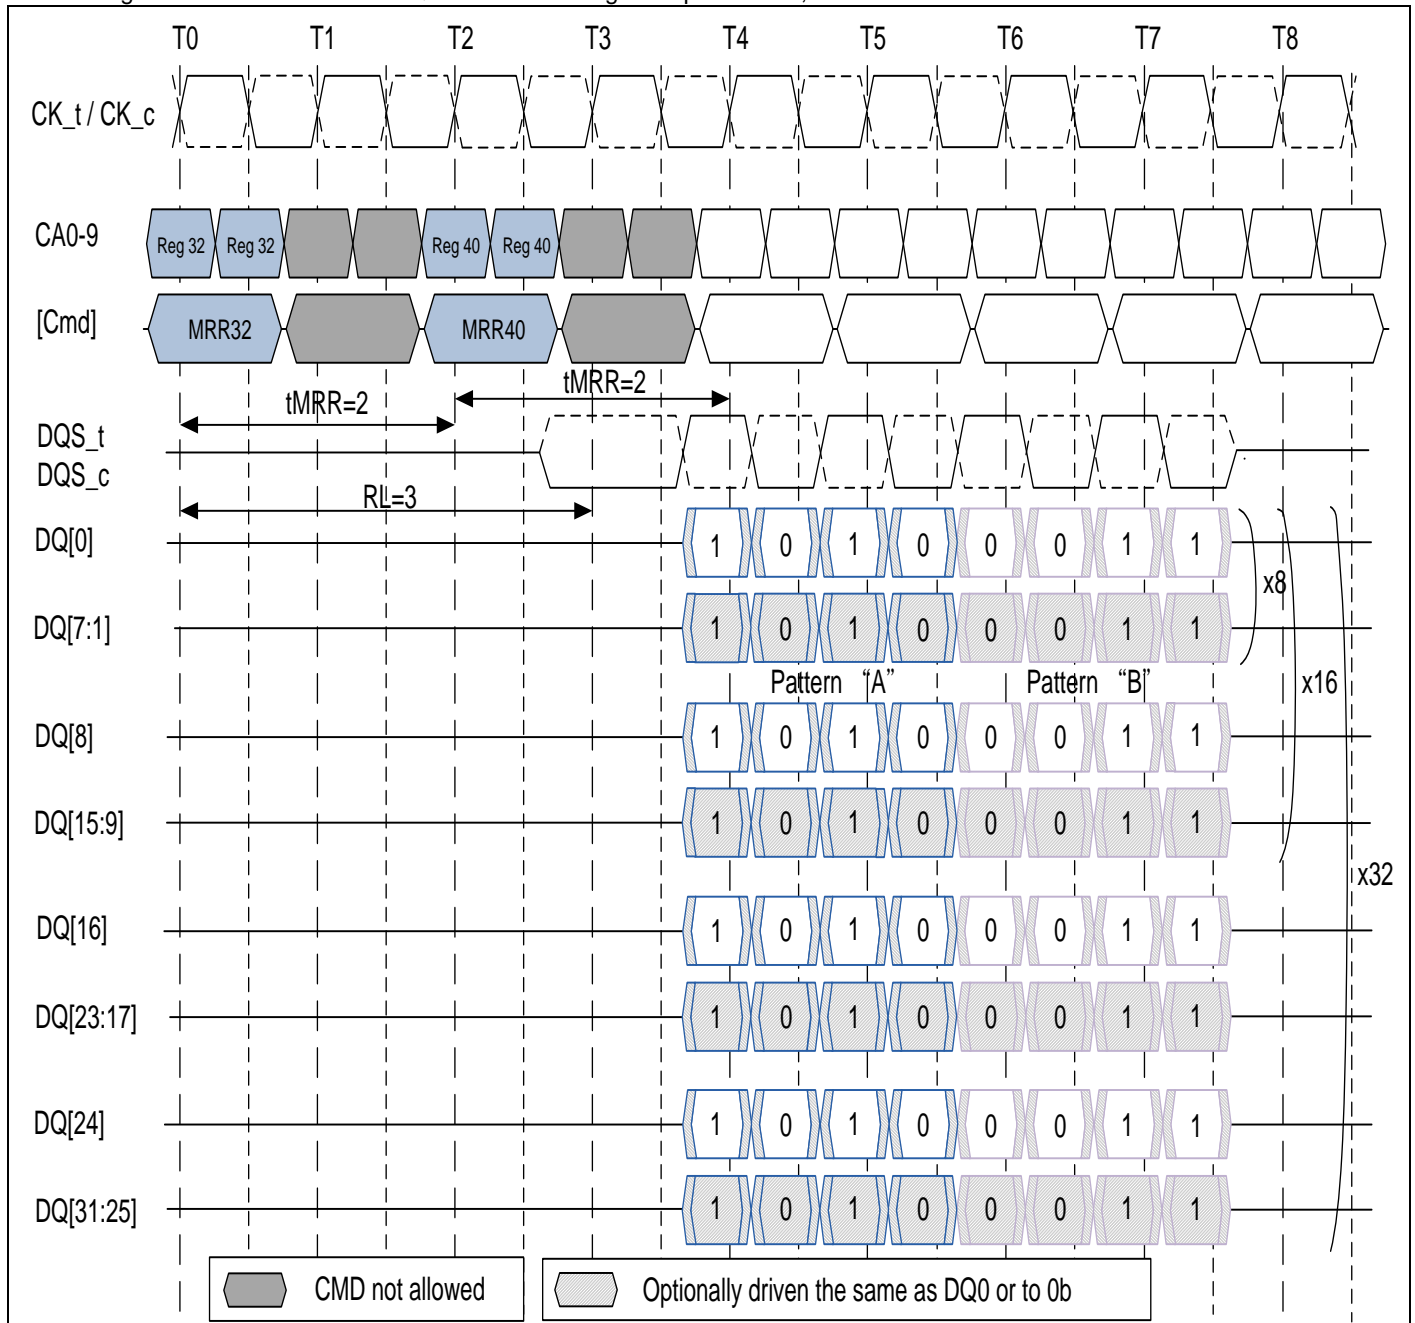 T0 T1 T2 T3 T4 T5 T6 T7 T8
CK_t / CK_c
CA0-9 Reg 32 Reg 32 Reg 40 Reg 40
[Cmd] MRR32 MRR40
tMRR=2 tMRR=2
DQS_t
DQS_c
RL=3
DQ[0] 1 0 1 0 0 0 1 1
x8
DQ[7:1] 1 0 1 0 0 0 1 1
Pattern “A” Pattern “B” x16
DQ[8] 1 0 1 0 0 0 1 1
DQ[15:9] 1 0 1 0 0 0 1 1
x32
DQ[16] 1 0 1 0 0 0 1 1
DQ[23:17] 1 0 1 0 0 0 1 1
DQ[24] 1 0 1 0 0 0 1 1
DQ[31:25] 1 0 1 0 0 0 1 1
CMD not allowed Optionally driven the same as DQ0 or to 0b